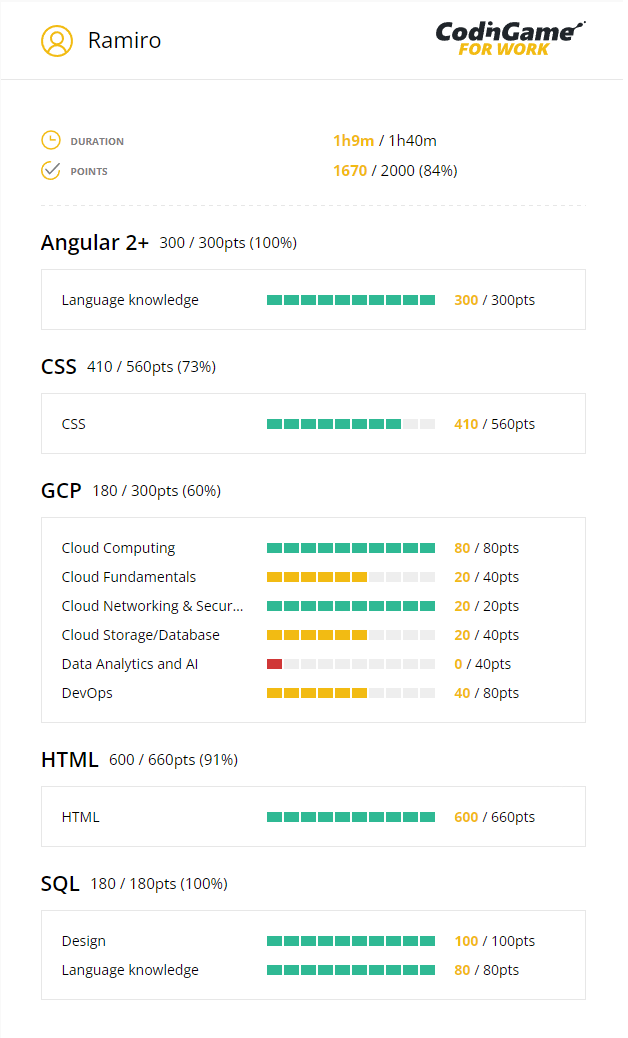 Ramiro
CodinGame
FOR WORK
DURATION 1h9m / 1h40m
POINTS 1670 / 2000 (84%)
Angular 2+ 300 / 300pts (100%)
Language knowledge 300 / 300pts
CSS 410 / 560pts (73%)
CSS 410 / 560pts
GCP 180 / 300pts (60%)
Cloud Computing 80 / 80pts
Cloud Fundamentals 20 / 40pts
Cloud Networking & Secur... 20 / 20pts
Cloud Storage/Database 20 / 40pts
Data Analytics and AI 0 / 40pts
DevOps 40 / 80pts
HTML 600 / 660pts (91%)
HTML 600 / 660pts
SQL 180 / 180pts (100%)
Design 100 / 100pts
Language knowledge 80 / 80pts